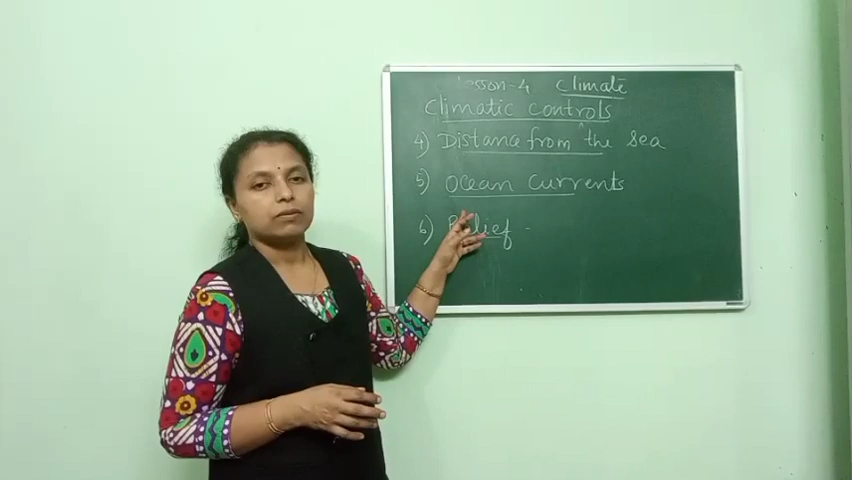 Lesson-4 Climate
Climatic controls
4) Distance from the sea
5) Ocean Currents
6) Relief -